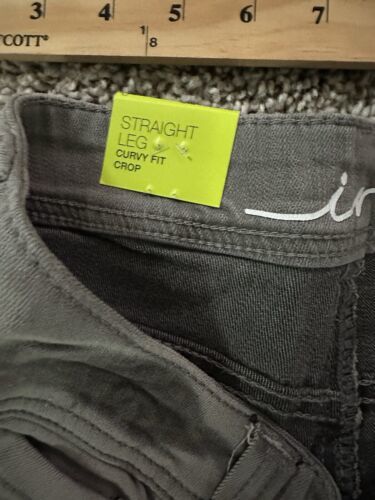 3 4 5 6 7
COTT®
1
8
STRAIGHT
LEG
CURVY FIT
CROP